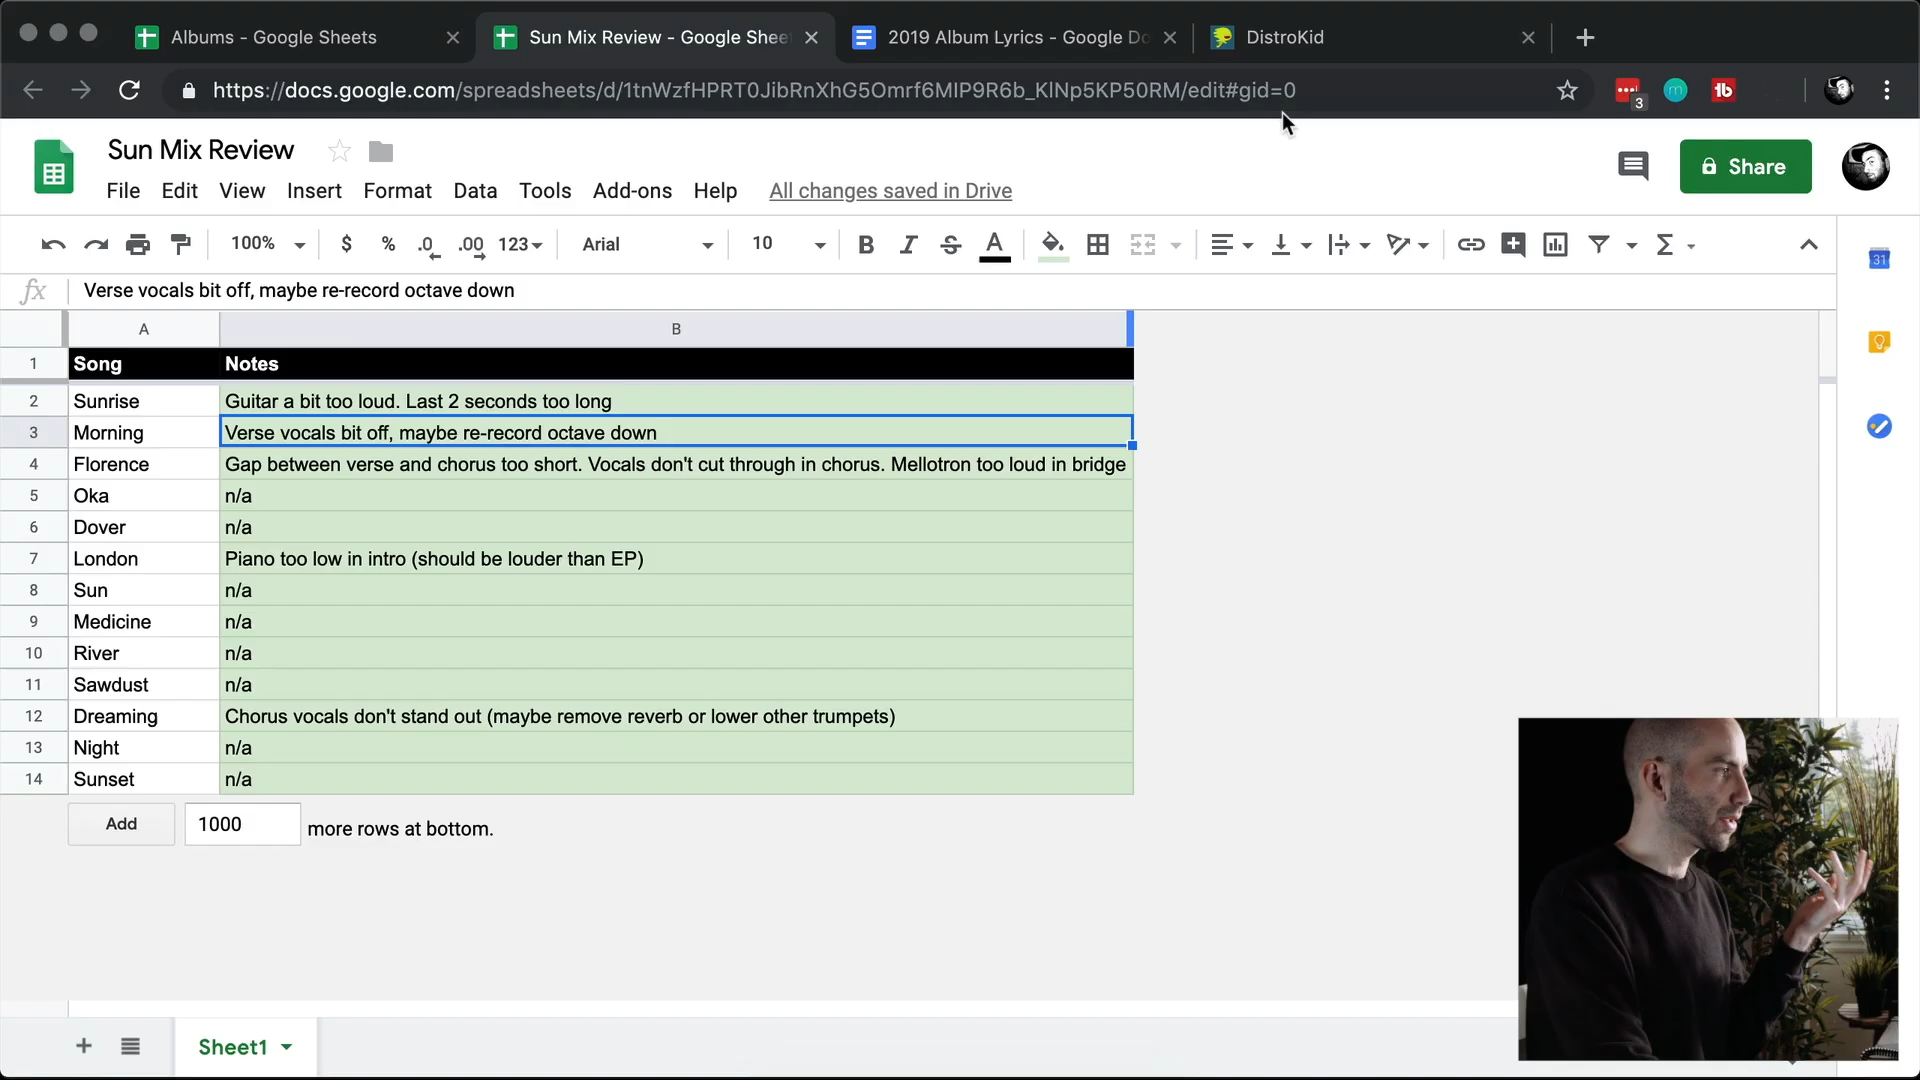 Albums - Google Sheets
Sun Mix Review - Google Shee
2019 Album Lyrics - Google Do
DistroKid
https://docs.google.com/spreadsheets/d/1tnWzfHPRT0JibRnXhG5Omrf6MIP9R6b_KlNp5KP50RM/edit#gid=0
3
m
tb
Sun Mix Review
File Edit View Insert Format Data Tools Add-ons Help All changes saved in Drive
Share
100% $ % .0 .00 123 Arial 10 B I S A Σ
31
fx Verse vocals bit off, maybe re-record octave down
A B
1 Song Notes
2 Sunrise Guitar a bit too loud. Last 2 seconds too long
3 Morning Verse vocals bit off, maybe re-record octave down
4 Florence Gap between verse and chorus too short. Vocals don't cut through in chorus. Mellotron too loud in bridge
5 Oka n/a
6 Dover n/a
7 London Piano too low in intro (should be louder than EP)
8 Sun n/a
9 Medicine n/a
10 River n/a
11 Sawdust n/a
12 Dreaming Chorus vocals don't stand out (maybe remove reverb or lower other trumpets)
13 Night n/a
14 Sunset n/a
Add 1000 more rows at bottom.
Sheet1